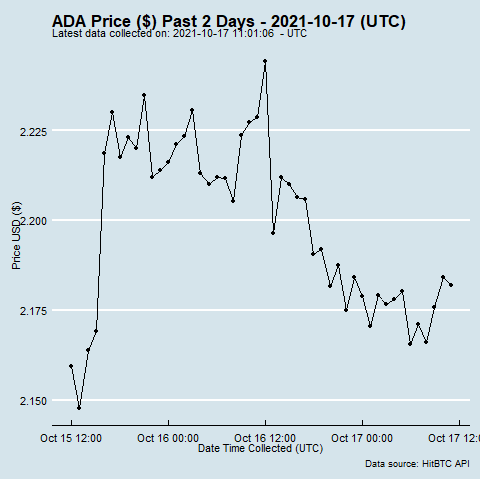 ADA Price ($) Past 2 Days - 2021-10-17 (UTC)
Latest data collected on: 2021-10-17 11:01:06  - UTC
2.225
2.200
2.175
2.150
Price USD ($)
Oct 15 12:00
Oct 16 00:00
Oct 16 12:00
Oct 17 00:00
Oct 17 12:00
Date Time Collected (UTC)
Data source: HitBTC API